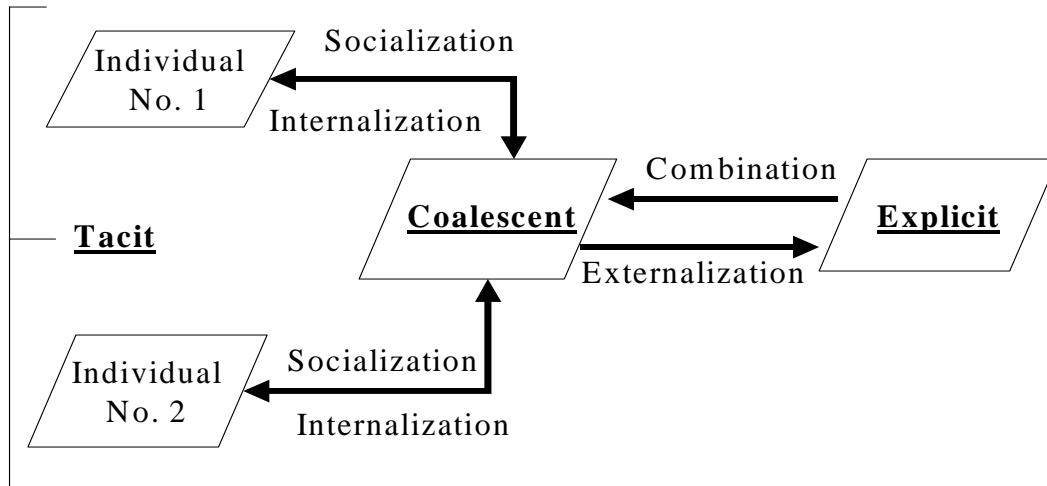 Socialization
Individual
No. 1
Internalization
Combination
Coalescent
Explicit
Tacit
Externalization
Socialization
Individual
No. 2
Internalization